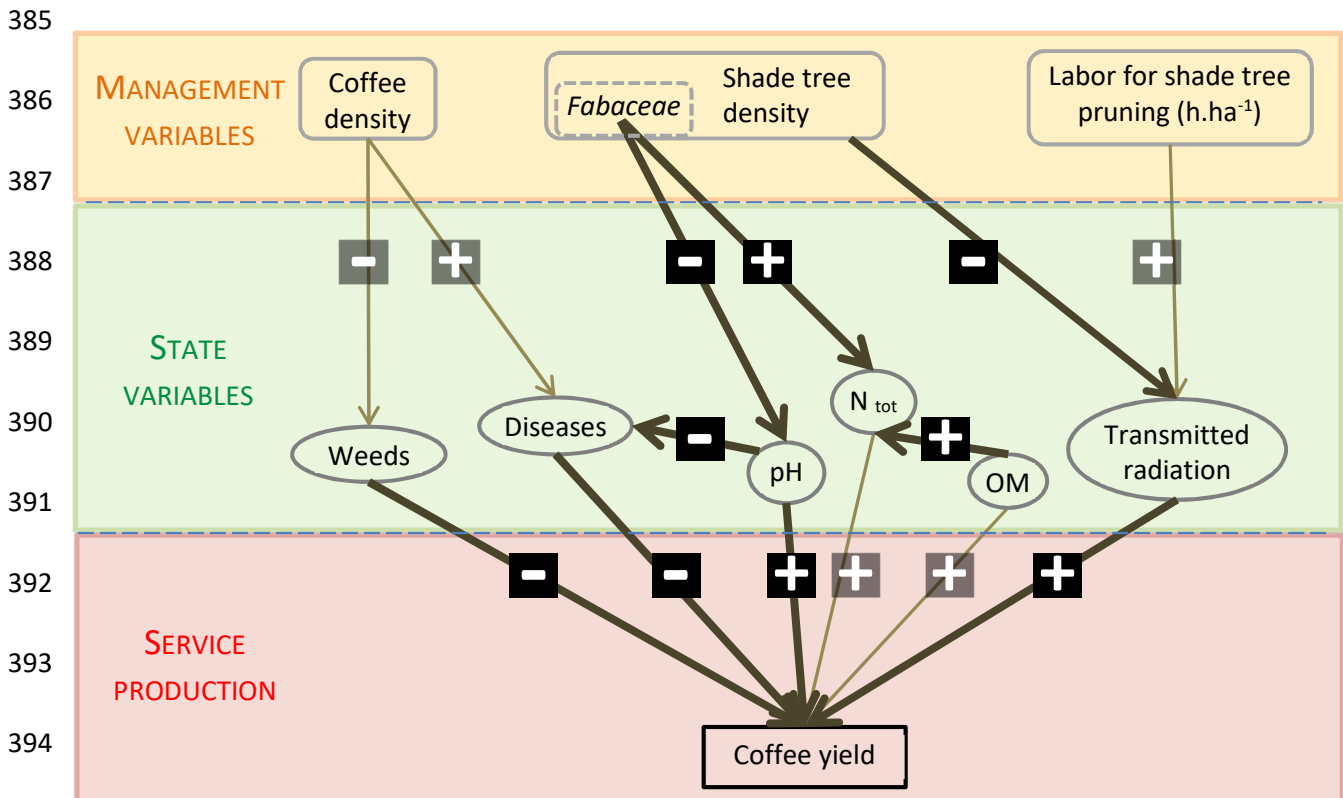 385
MANAGEMENT
VARIABLES
Coffee
density
Fabaceae
Shade tree
density
Labor for shade tree
pruning (h.ha-1)
386
387
388
-
+
-
+
-
+
389
STATE
VARIABLES
390
Weeds
Diseases
-
pH
N tot
+
OM
Transmitted
radiation
391
392
-
-
+
+
+
+
SERVICE
PRODUCTION
393
394
Coffee yield